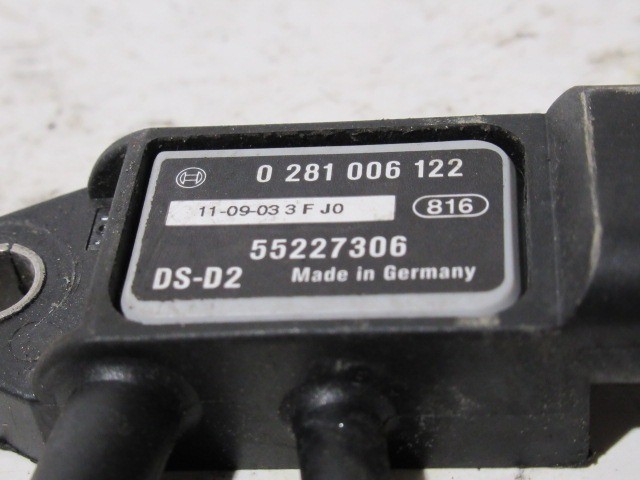 0 281 006 122
11-09-03 3 F J0
816
55227306
DS-D2 Made in Germany